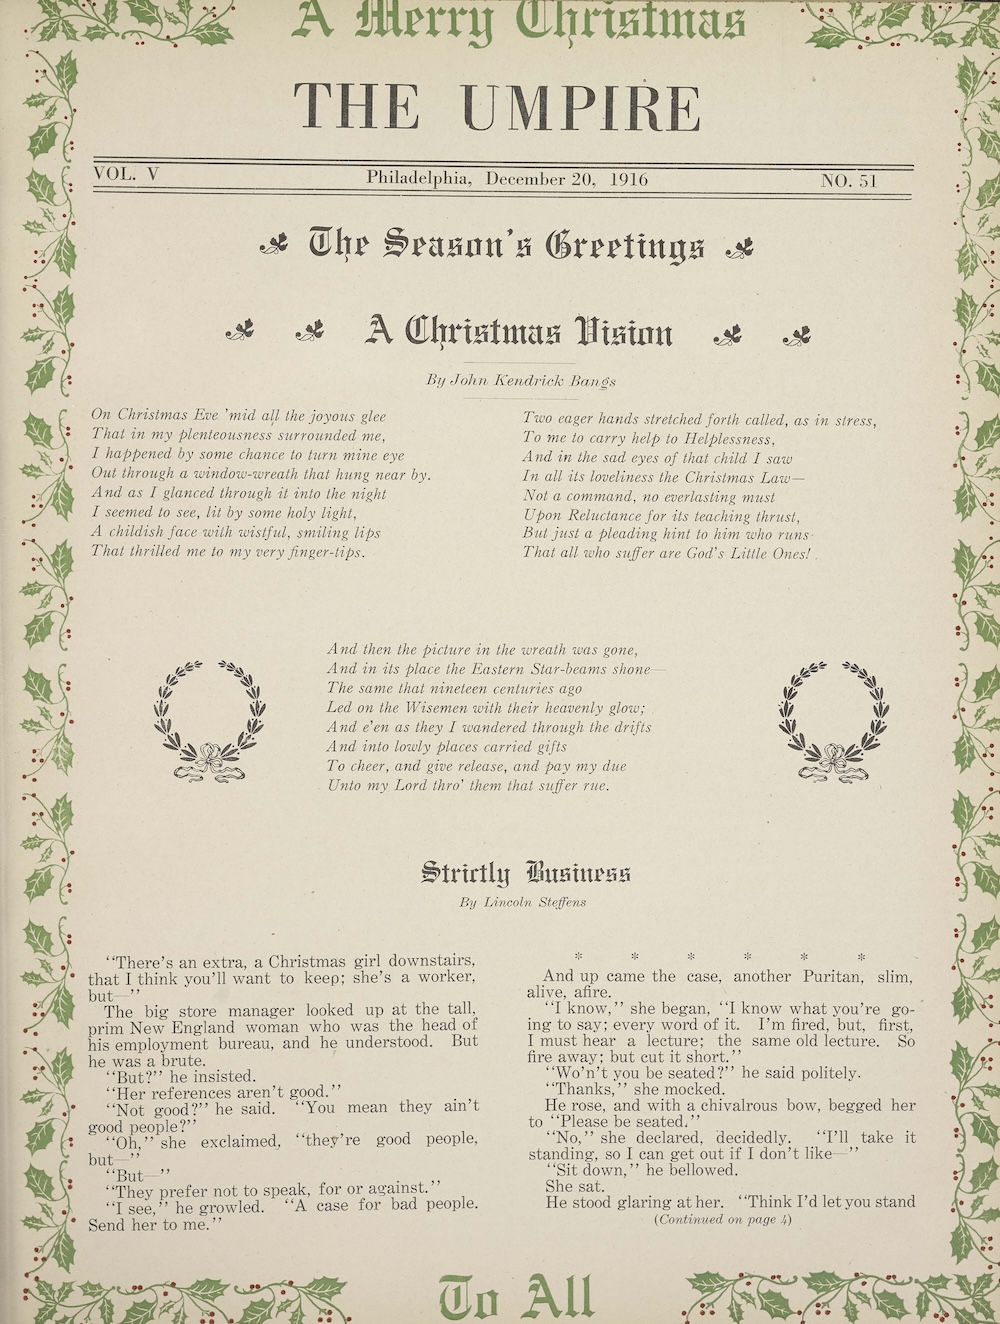 A Merry Christmas
THE UMPIRE
VOL. V Philadelphia, December 20, 1916 NO. 51
The Season's Greetings
A Christmas Vision
By John Kendrick Bangs
On Christmas Eve 'mid all the joyous glee
That in my plenteousness surrounded me,
I happened by some chance to turn mine eye
Out through a window-wreath that hung near by.
And as I glanced through it into the night
I seemed to see, lit by some holy light,
A childish face with wistful, smiling lips
That thrilled me to my very finger-tips.
Two eager hands stretched forth called, as in stress,
To me to carry help to Helplessness,
And in the sad eyes of that child I saw
In all its loveliness the Christmas Law—
Not a command, no everlasting must
Upon Reluctance for its teaching thrust,
But just a pleading hint to him who runs
That all who suffer are God's Little Ones!
And then the picture in the wreath was gone,
And in its place the Eastern Star-beams shone—
The same that nineteen centuries ago
Led on the Wisemen with their heavenly glow;
And e'en as they I wandered through the drifts
And into lowly places carried gifts
To cheer, and give release, and pay my due
Unto my Lord thro' them that suffer rue.
Strictly Business
By Lincoln Steffens
"There's an extra, a Christmas girl downstairs,
that I think you'll want to keep; she's a worker,
but—"
The big store manager looked up at the tall,
prim New England woman who was the head of
his employment bureau, and he understood. But
he was a brute.
"But?" he insisted.
"Her references aren't good."
"Not good?" he said. "You mean they ain't
good people?"
"Oh," she exclaimed, "they're good people,
but—"
"But—"
"They prefer not to speak, for or against."
"I see," he growled. "A case for bad people.
Send her to me."
* * * * * *
And up came the case, another Puritan, slim,
alive, afire.
"I know," she began, "I know what you're go-
ing to say; every word of it. I'm fired, but, first,
I must hear a lecture; the same old lecture. So
fire away; but cut it short."
"Wo'n't you be seated?" he said politely.
"Thanks," she mocked.
He rose, and with a chivalrous bow, begged her
to "Please be seated."
"No," she declared, decidedly. "I'll take it
standing, so I can get out if I don't like—"
"Sit down," he bellowed.
She sat.
He stood glaring at her. "Think I'd let you stand
(Continued on page 4)
To All